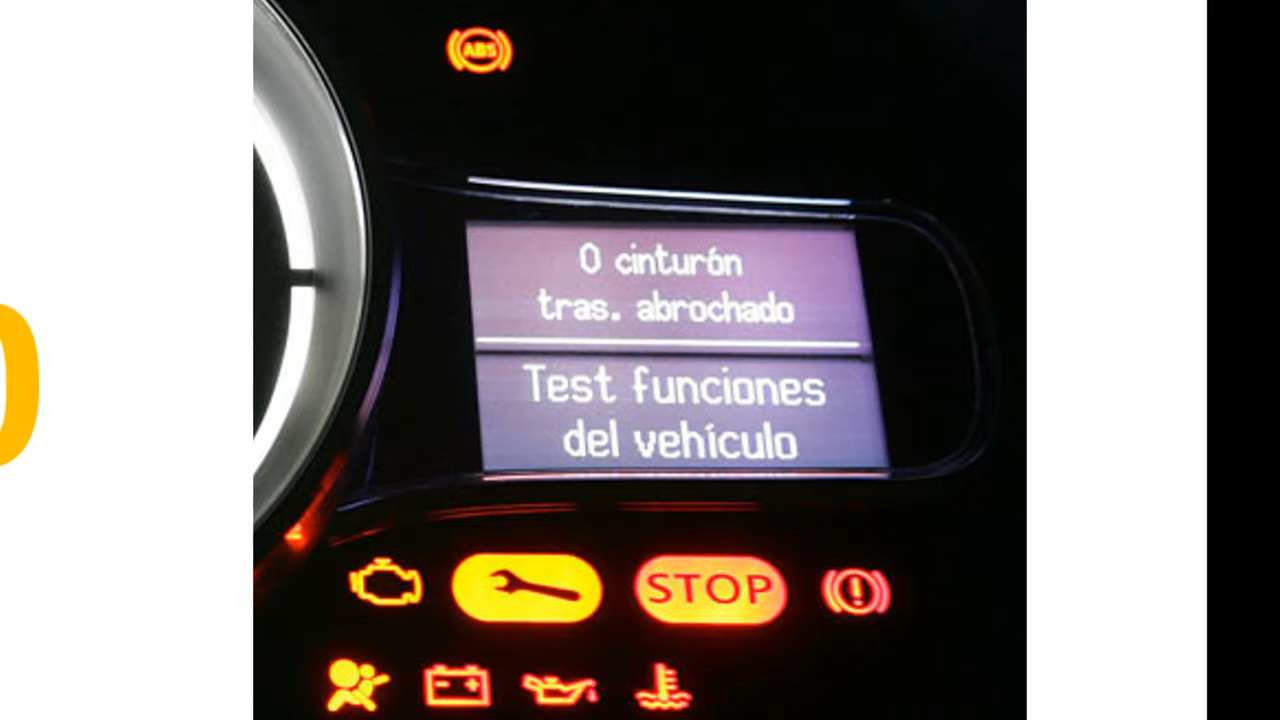 ABS
0 cinturón
tras. abrochado
Test funciones
del vehículo
STOP